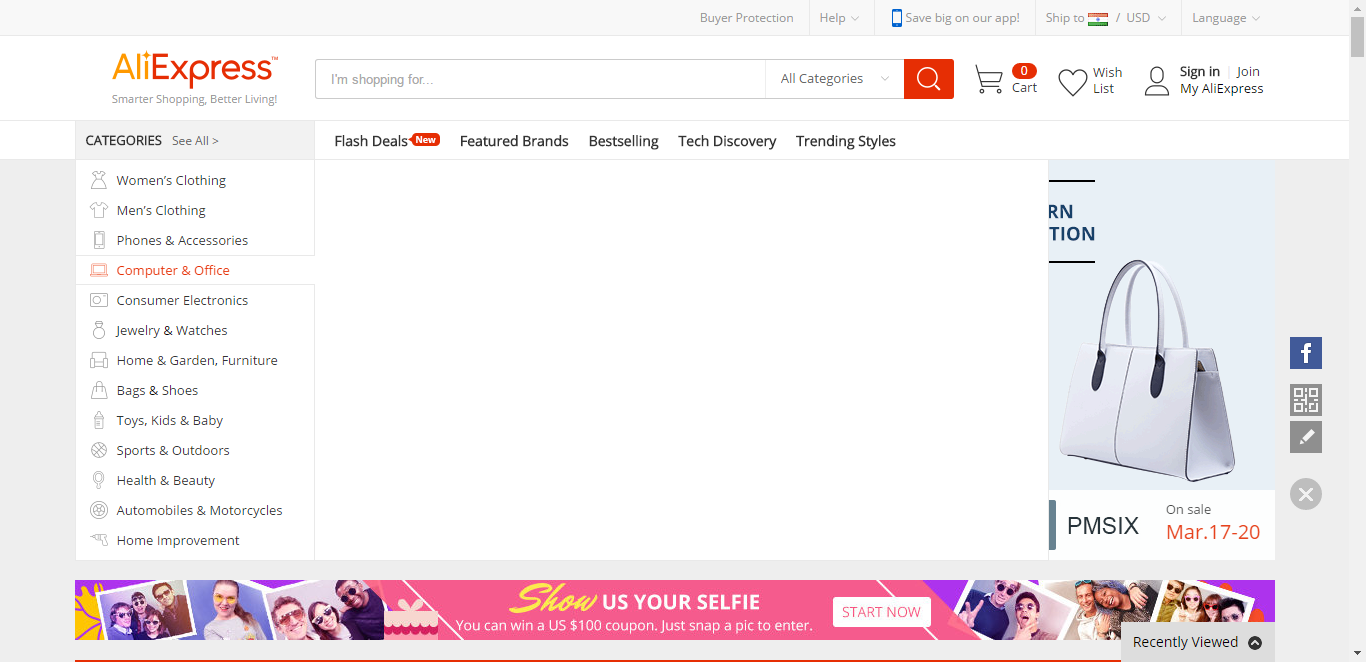 Buyer Protection
Help
Save big on our app!
Ship to / USD
Language
AliExpress™
Smarter Shopping, Better Living!
I'm shopping for...
All Categories
0
Cart
Wish
List
Sign in | Join
My AliExpress
CATEGORIES See All >
Flash Deals New
Featured Brands
Bestselling
Tech Discovery
Trending Styles
Women's Clothing
Men's Clothing
Phones & Accessories
Computer & Office
Consumer Electronics
Jewelry & Watches
Home & Garden, Furniture
Bags & Shoes
Toys, Kids & Baby
Sports & Outdoors
Health & Beauty
Automobiles & Motorcycles
Home Improvement
RN
TION
PMSIX
On sale
Mar.17-20
f
Show US YOUR SELFIE
You can win a US $100 coupon. Just snap a pic to enter.
START NOW
Recently Viewed